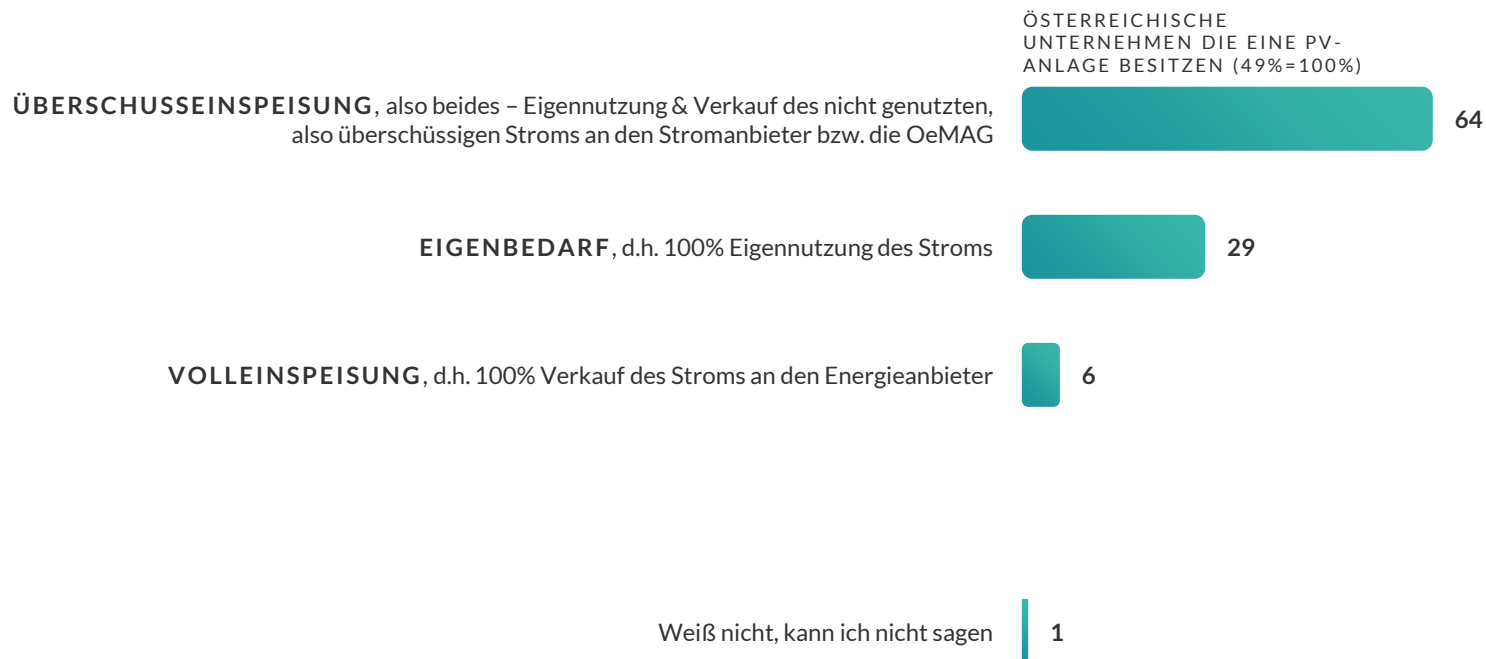 ÖSTERREICHISCHE
UNTERNEHMEN DIE EINE PV-
ANLAGE BESITZEN (49%=100%)
ÜBERSCHUSSEINSPEISUNG, also beides – Eigennutzung & Verkauf des nicht genutzten,
also überschüssigen Stroms an den Stromanbieter bzw. die OeMAG
64
EIGENBEDARF, d.h. 100% Eigennutzung des Stroms
29
VOLLEINSPEISUNG, d.h. 100% Verkauf des Stroms an den Energieanbieter
6
Weiß nicht, kann ich nicht sagen
1